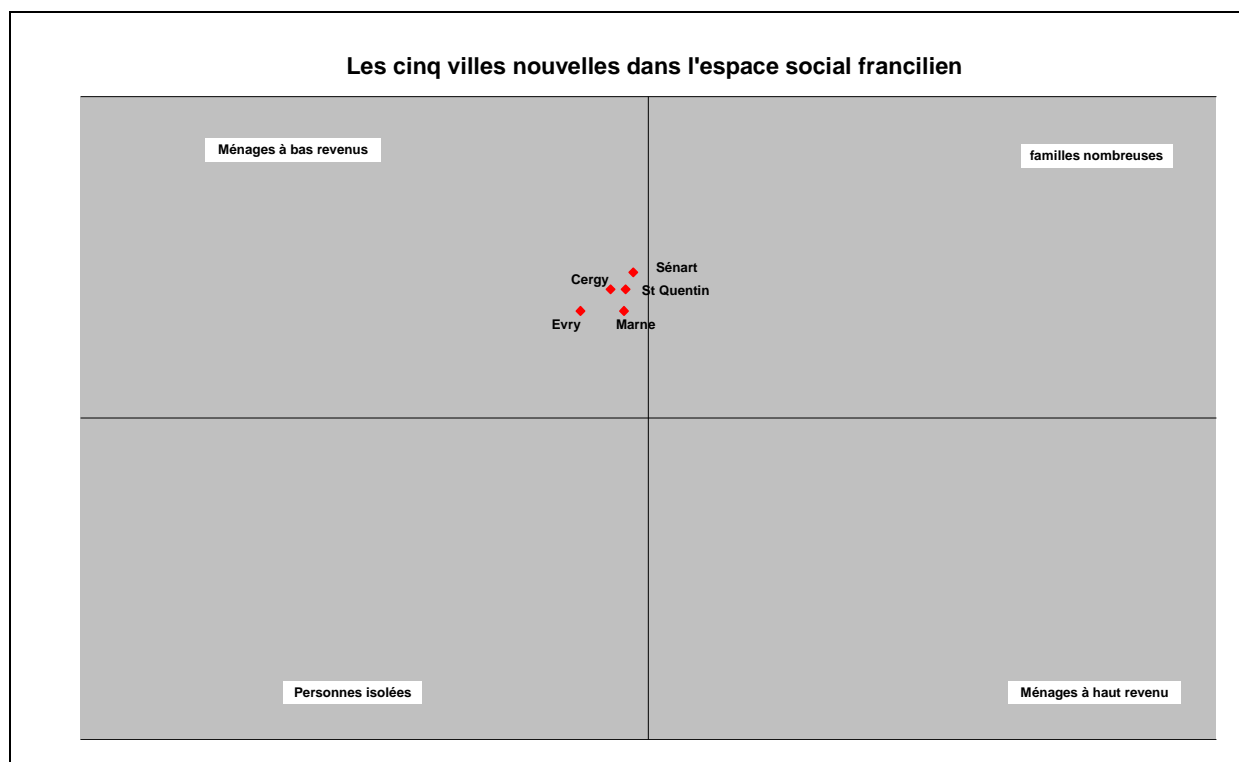 Les cinq villes nouvelles dans l'espace social francilien
Ménages à bas revenus
familles nombreuses
Sénart
Cergy
St Quentin
Evry
Marne
Personnes isolées
Ménages à haut revenu